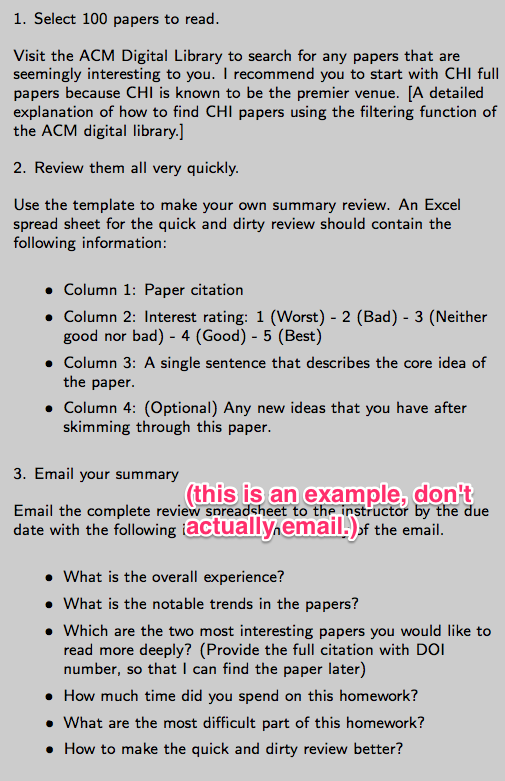 1. Select 100 papers to read.
Visit the ACM Digital Library to search for any papers that are
seemingly interesting to you. I recommend you to start with CHI full
papers because CHI is known to be the premier venue. [A detailed
explanation of how to find CHI papers using the filtering function of
the ACM digital library.]
2. Review them all very quickly.
Use the template to make your own summary review. An Excel
spread sheet for the quick and dirty review should contain the
following information:
• Column 1: Paper citation
• Column 2: Interest rating: 1 (Worst) - 2 (Bad) - 3 (Neither
good nor bad) - 4 (Good) - 5 (Best)
• Column 3: A single sentence that describes the core idea of
the paper.
• Column 4: (Optional) Any new ideas that you have after
skimming through this paper.
3. Email your summary
(this is an example, don't
Email the complete review spreadsheet to the instructor by the due
actually email.)
date with the following of the email.
• What is the overall experience?
• What is the notable trends in the papers?
• Which are the two most interesting papers you would like to
read more deeply? (Provide the full citation with DOI
number, so that I can find the paper later)
• How much time did you spend on this homework?
• What are the most difficult part of this homework?
• How to make the quick and dirty review better?